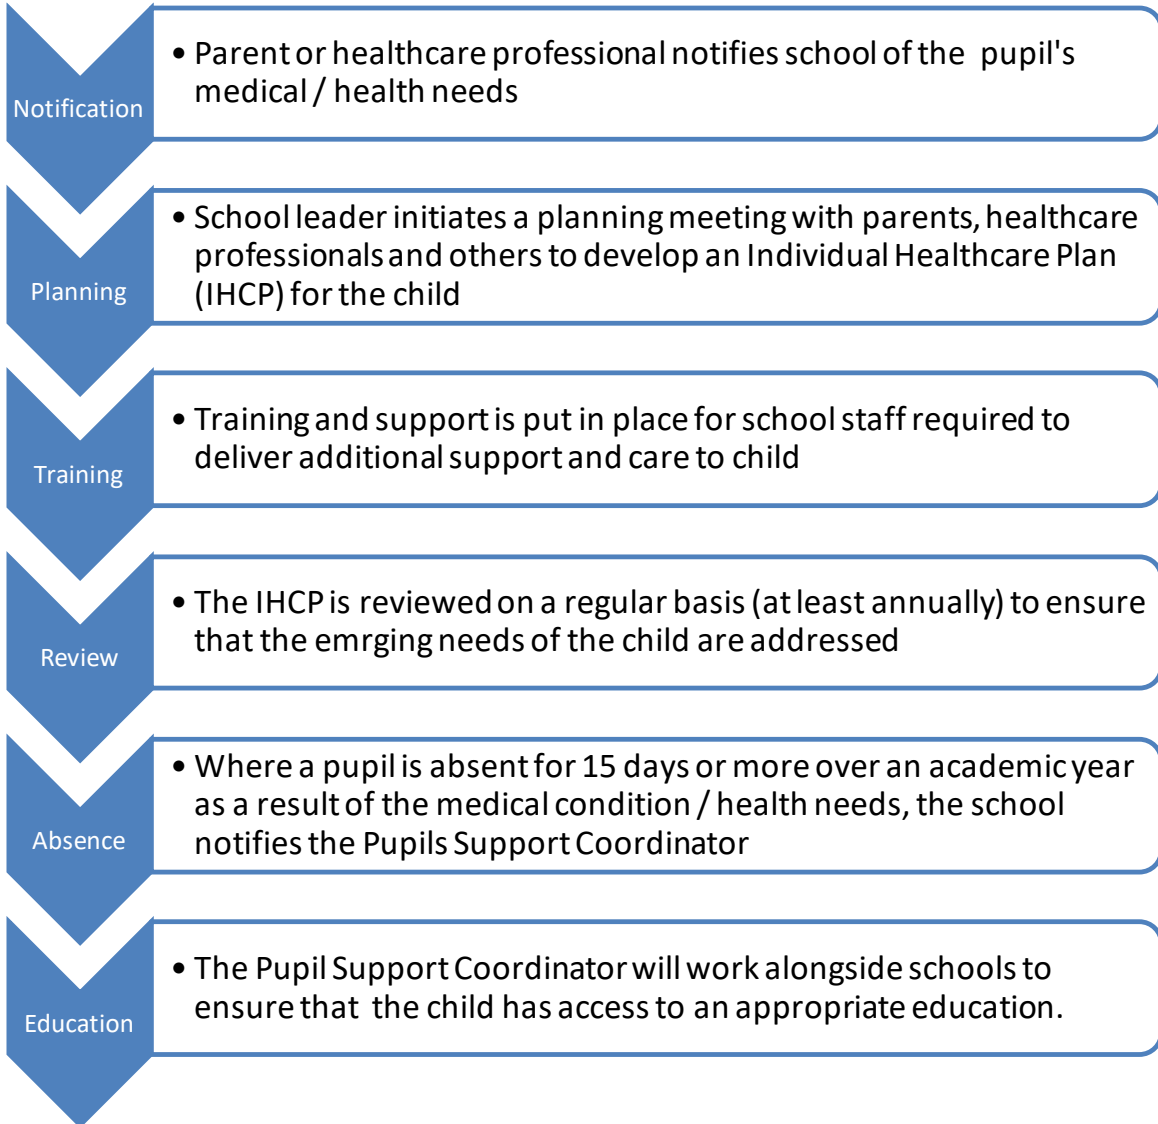 Notification
• Parent or healthcare professional notifies school of the pupil's
medical / health needs
Planning
• School leader initiates a planning meeting with parents, healthcare
professionals and others to develop an Individual Healthcare Plan
(IHCP) for the child
Training
• Training and support is put in place for school staff required to
deliver additional support and care to child
Review
• The IHCP is reviewed on a regular basis (at least annually) to ensure
that the emrging needs of the child are addressed
Absence
• Where a pupil is absent for 15 days or more over an academic year
as a result of the medical condition / health needs, the school
notifies the Pupils Support Coordinator
Education
• The Pupil Support Coordinator will work alongside schools to
ensure that the child has access to an appropriate education.